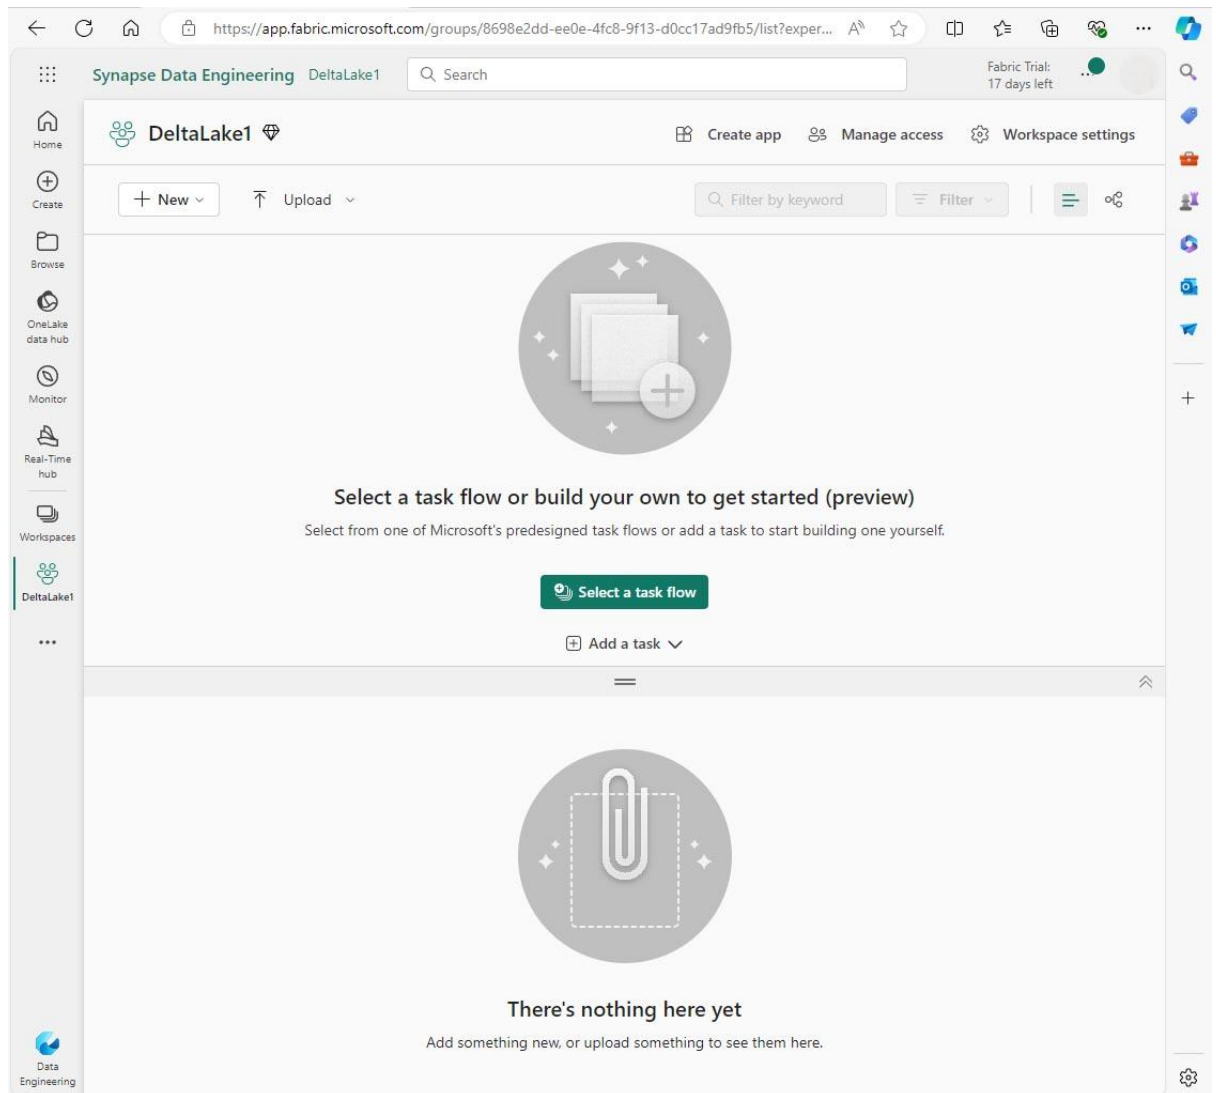 https://app.fabric.microsoft.com/groups/8698e2dd-ee0e-4fc8-9f13-d0cc17ad9fb5/list?exper...
Synapse Data Engineering DeltaLake1 Search Fabric Trial: 17 days left
Home
Create
Browse
OneLake
data hub
Monitor
Real-Time
hub
Workspaces
DeltaLake1
Data
Engineering
DeltaLake1 Create app Manage access Workspace settings
New Upload Filter by keyword Filter
Select a task flow or build your own to get started (preview)
Select from one of Microsoft's predesigned task flows or add a task to start building one yourself.
Select a task flow
Add a task
There's nothing here yet
Add something new, or upload something to see them here.